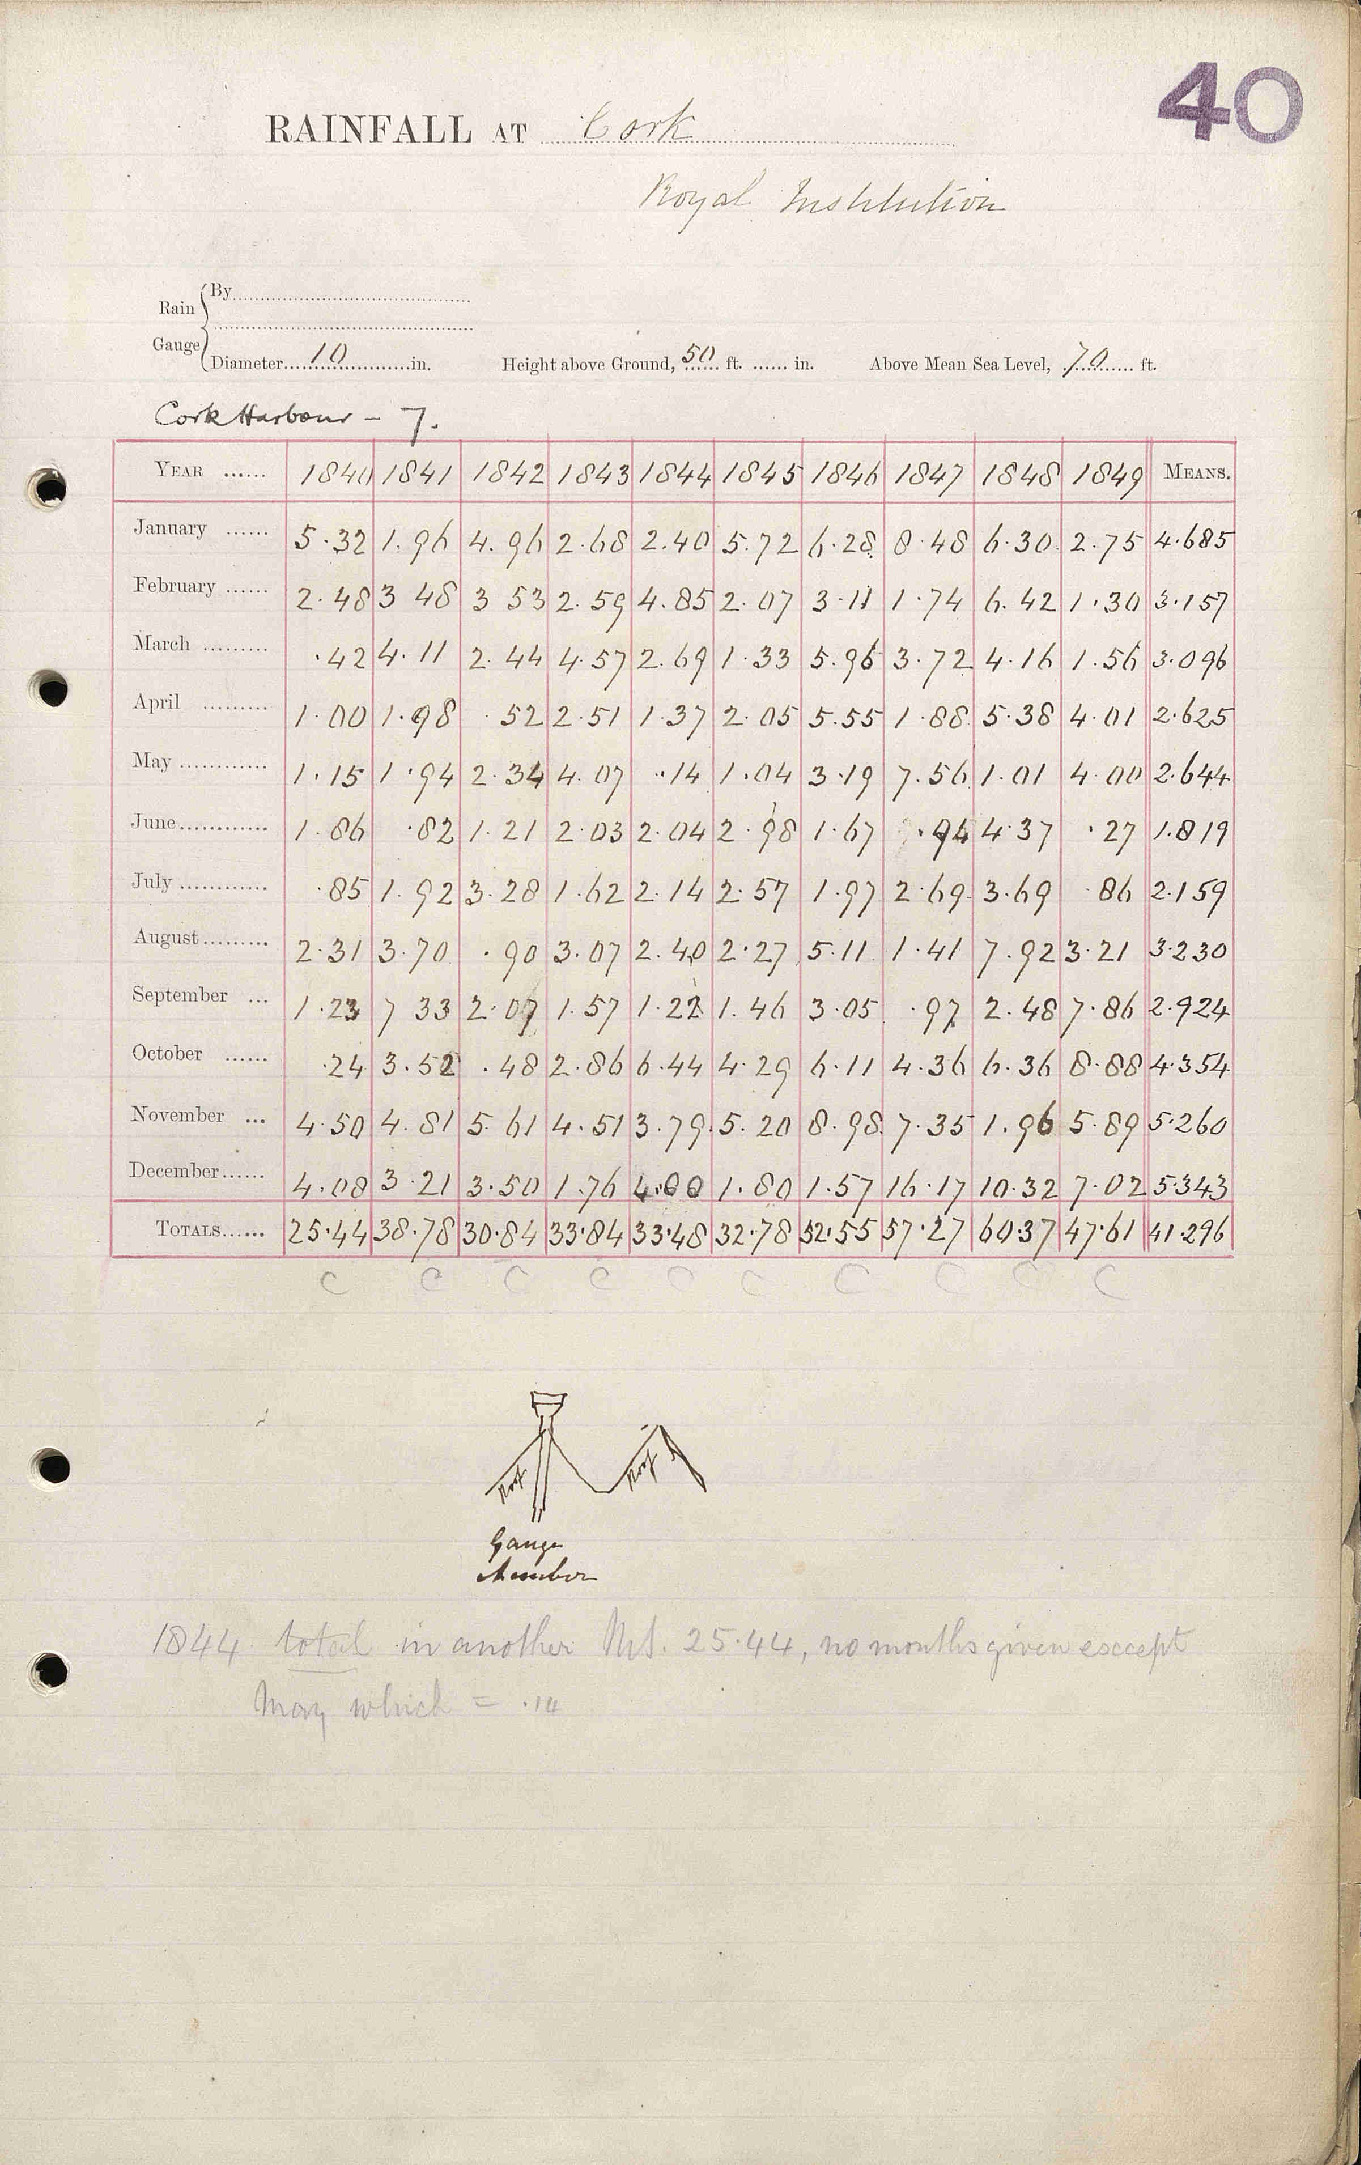 40
RAINFALL AT Cork
Royal Institution
Rain Gauge { By
Diameter 10 in. Height above Ground, 50 ft. ...... in. Above Mean Sea Level, 70 ft.
Cork Harbour - 7.
YEAR ...... 1840 1841 1842 1843 1844 1845 1846 1847 1848 1849 MEANS.
January ...... 5.32 1.96 4.96 2.68 2.40 5.72 6.28 8.48 6.30 2.75 4.685
February ...... 2.48 3 48 3 53 2.59 4.85 2.07 3.11 1.74 6.42 1.30 3.157
March ......... .42 4.11 2.44 4.57 2.69 1.33 5.96 3.72 4.16 1.56 3.096
April ......... 1.00 1.98 .52 2.51 1.37 2.05 5.55 1.88 5.38 4.01 2.625
May ............ 1.15 1.94 2.34 4.07 .14 1.04 3.19 7.56 1.01 4.00 2.644
June ............ 1.86 .82 1.21 2.03 2.04 2.98 1.67 .94 4.37 .27 1.819
July ............ .85 1.92 3.28 1.62 2.14 2.57 1.97 2.69 3.69 .86 2.159
August ......... 2.31 3.70 .90 3.07 2.40 2.27 5.11 1.41 7.92 3.21 3.230
September ... 1.23 7 33 2.07 1.57 1.22 1.46 3.05 .97 2.48 7.86 2.924
October ...... .24 3.52 .48 2.86 6.44 4.29 6.11 4.36 6.36 8.88 4.354
November ... 4.50 4.81 5.61 4.51 3.79 5.20 8.98 7.35 1.96 5.89 5.260
December ...... 4.08 3.21 3.50 1.76 4.00 1.80 1.57 16.17 10.32 7.02 5.343
TOTALS ...... 25.44 38.78 30.84 33.84 33.48 32.78 52.55 57.27 60.37 47.61 41.296
C C C C C C C C C C
Roof Roof
Gauge
Chamber
1844 total in another MS. 25.44, no months given except
May which = .14